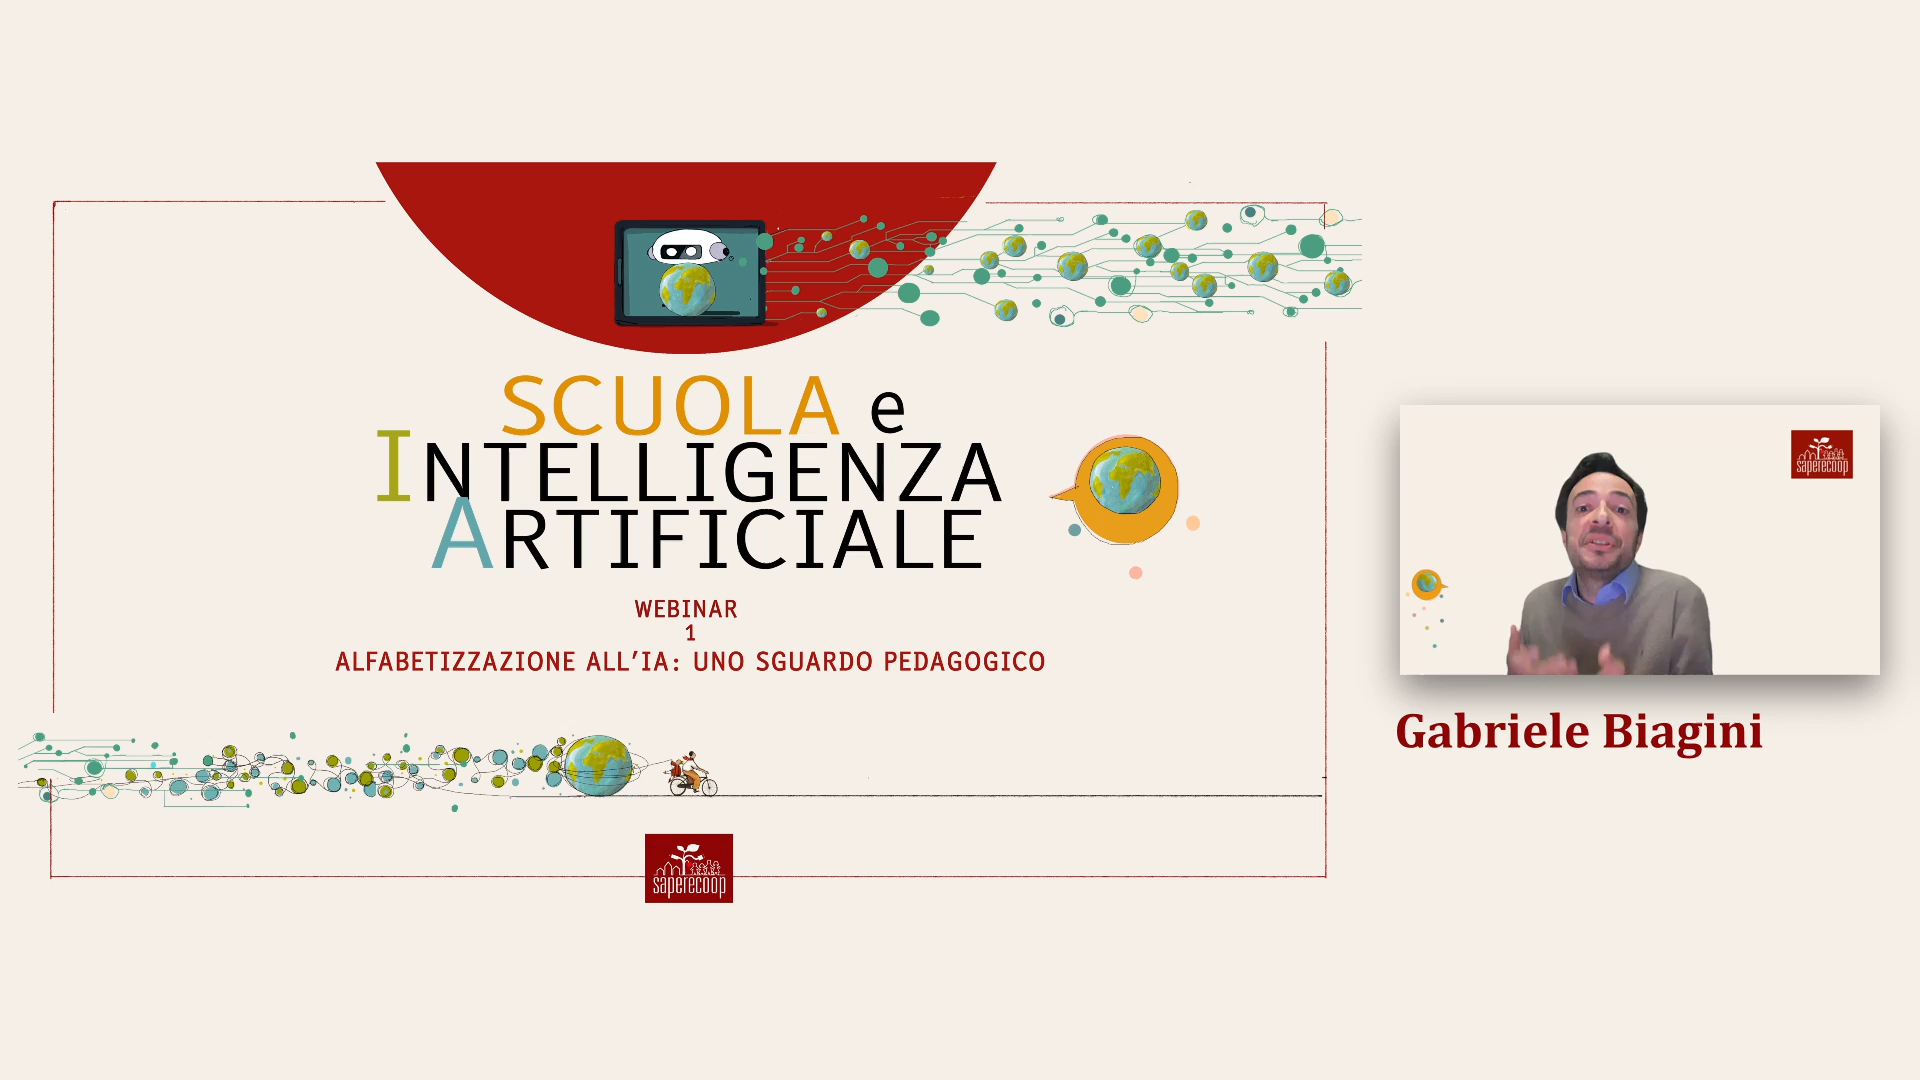 SCUOLA e
INTELLIGENZA
ARTIFICIALE
WEBINAR
1
ALFABETIZZAZIONE ALL’IA: UNO SGUARDO PEDAGOGICO
saperecoop
saperecoop
Gabriele Biagini